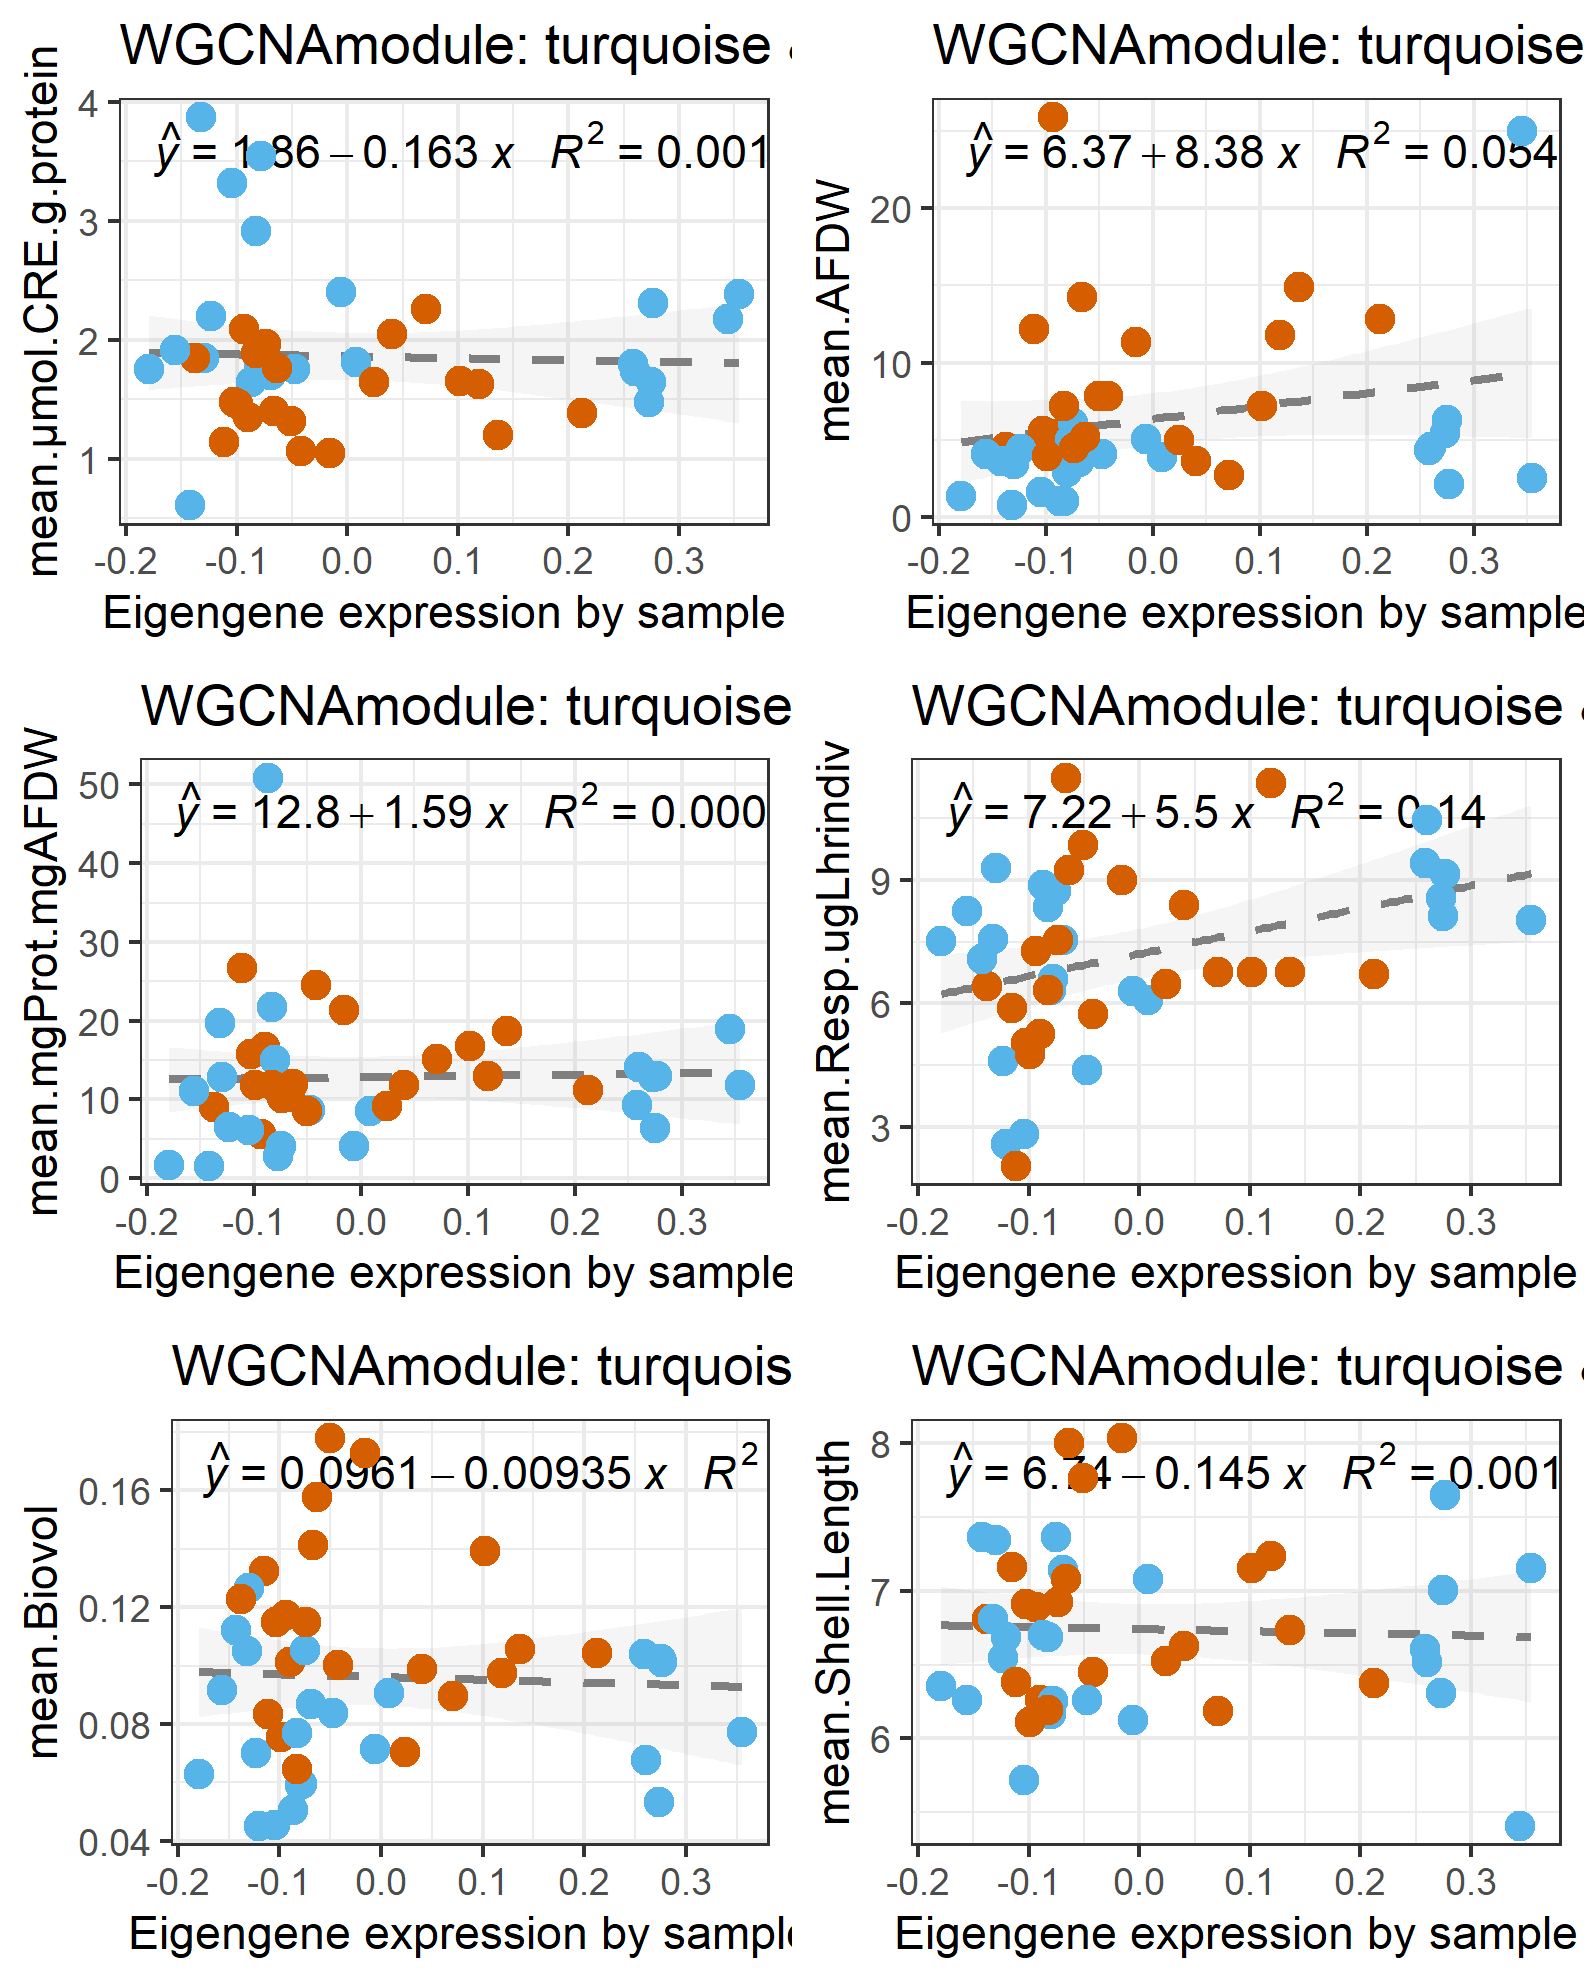 WGCNAmodule: turquoise
mean.µmol.CRE.g.protein
ŷ = 1.86 − 0.163 x R² = 0.001
4
3
2
1
-0.2 -0.1 0.0 0.1 0.2 0.3
Eigengene expression by sample
WGCNAmodule: turquoise
mean.AFDW
ŷ = 6.37 + 8.38 x R² = 0.054
20
10
0
-0.2 -0.1 0.0 0.1 0.2 0.3
Eigengene expression by sample
WGCNAmodule: turquoise
mean.mgProt.mgAFDW
ŷ = 12.8 + 1.59 x R² = 0.000
50
40
30
20
10
0
-0.2 -0.1 0.0 0.1 0.2 0.3
Eigengene expression by sample
WGCNAmodule: turquoise
mean.Resp.ugLhrindiv
ŷ = 7.22 + 5.5 x R² = 0.14
9
6
3
-0.2 -0.1 0.0 0.1 0.2 0.3
Eigengene expression by sample
WGCNAmodule: turquois
mean.Biovol
ŷ = 0.0961 − 0.00935 x R²
0.16
0.12
0.08
0.04
-0.2 -0.1 0.0 0.1 0.2 0.3
Eigengene expression by sample
WGCNAmodule: turquoise
mean.Shell.Length
ŷ = 6.74 − 0.145 x R² = 0.001
8
7
6
-0.2 -0.1 0.0 0.1 0.2 0.3
Eigengene expression by sample